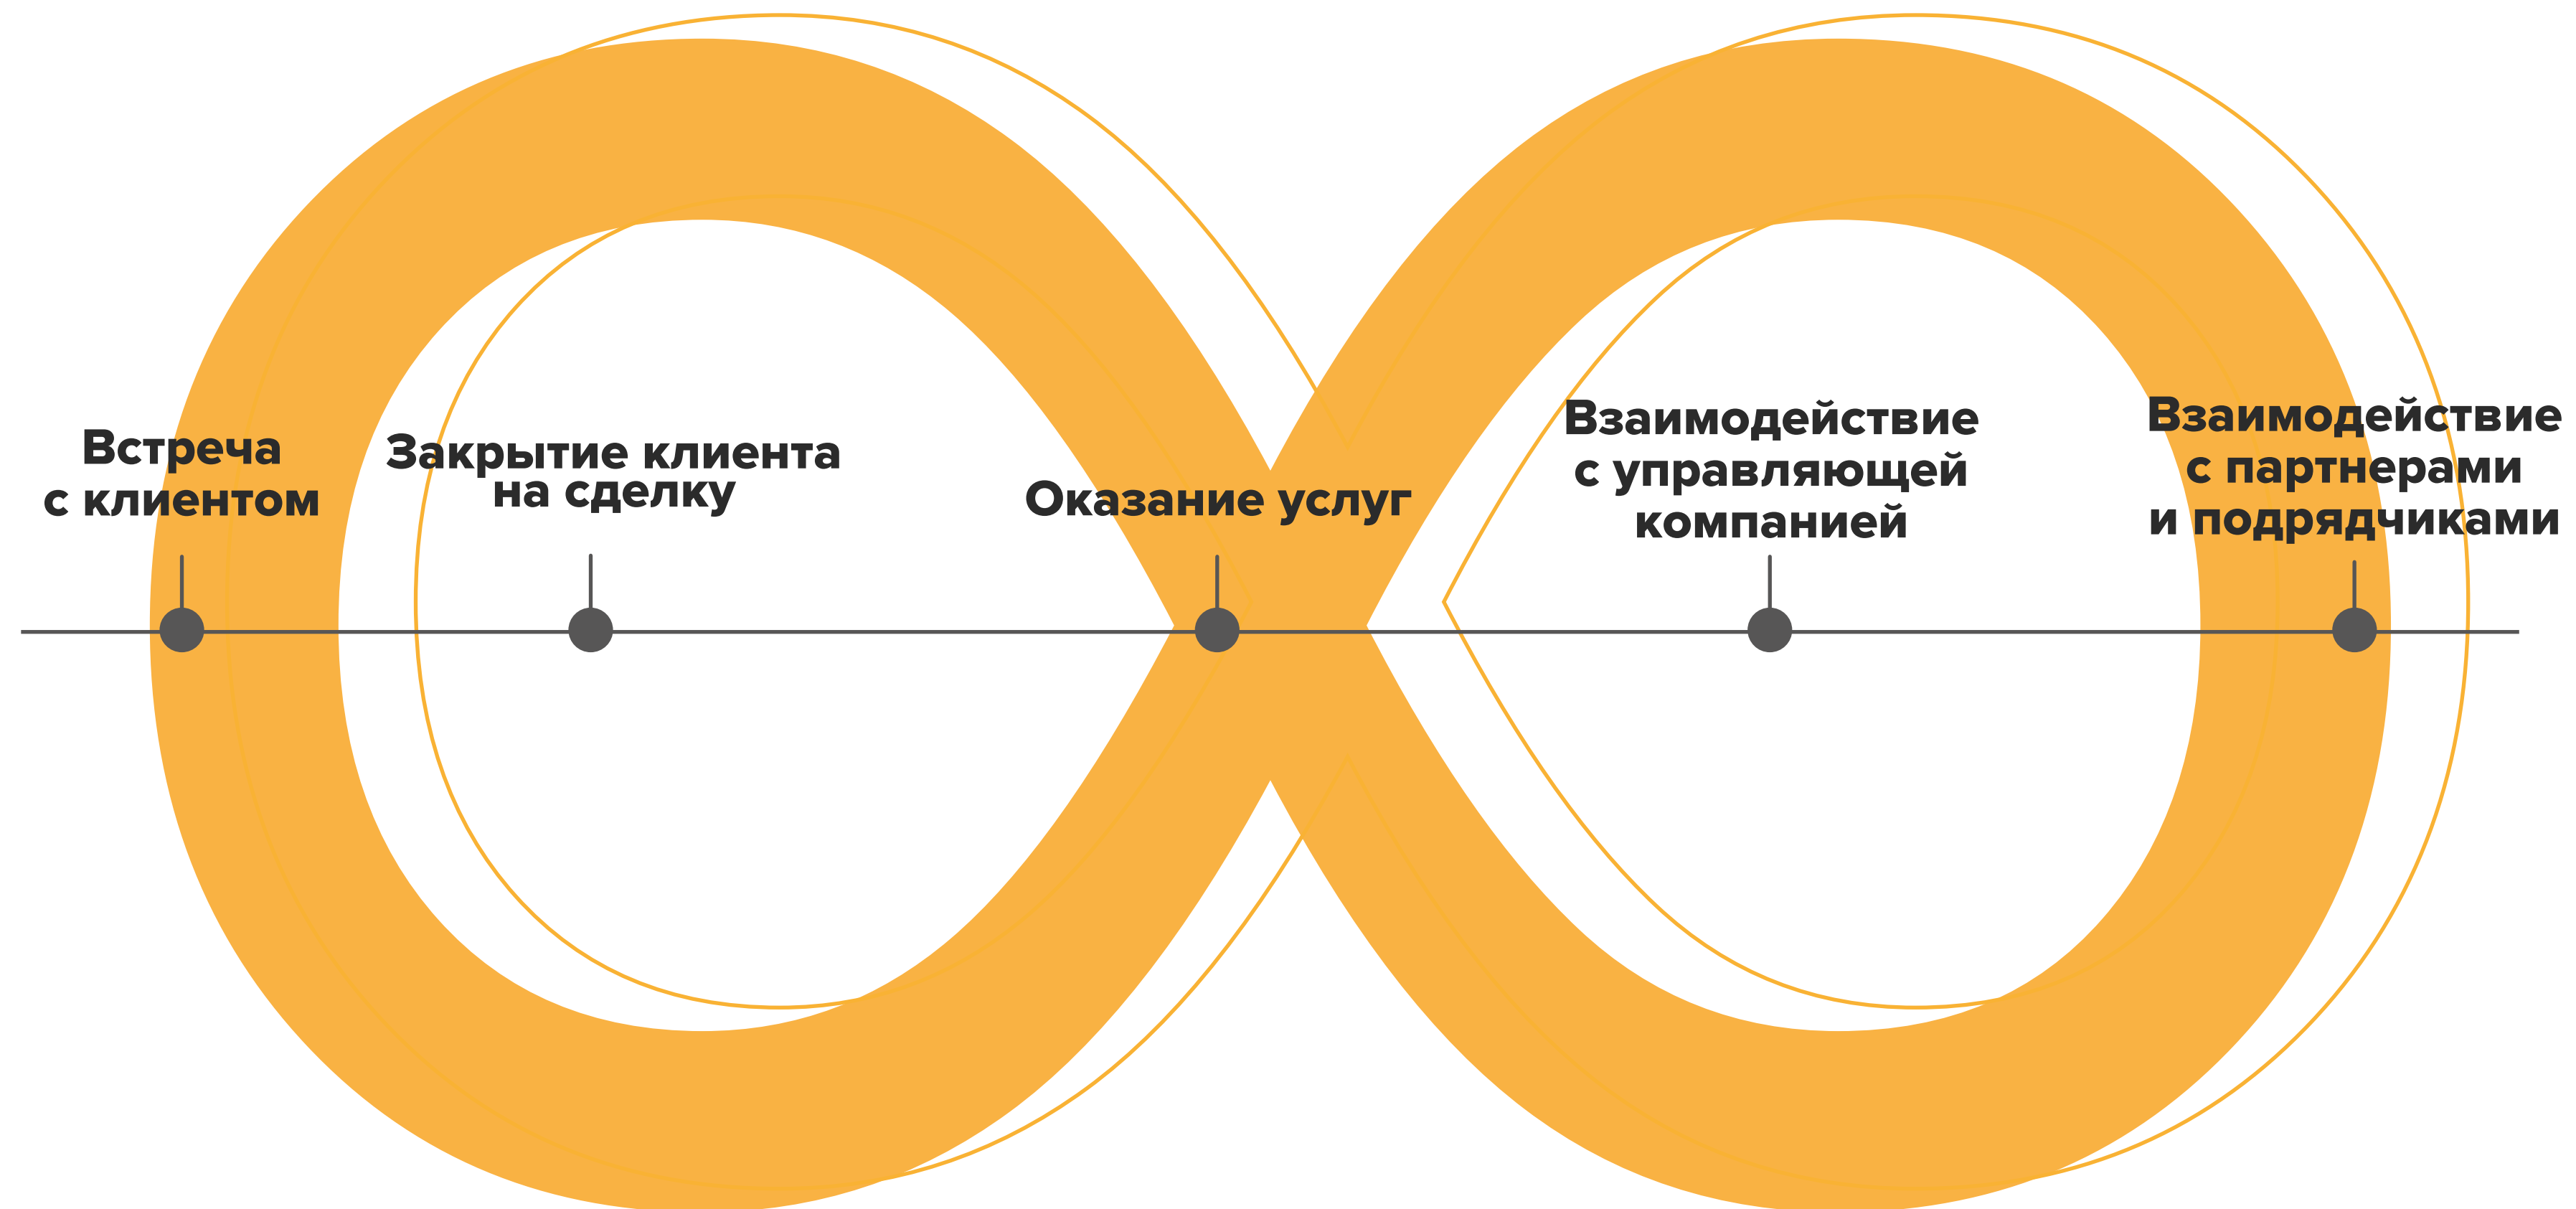 Встреча
с клиентом
Закрытие клиента
на сделку
Оказание услуг
Взаимодействие
с управляющей
компанией
Взаимодействие
с партнерами
и подрядчиками